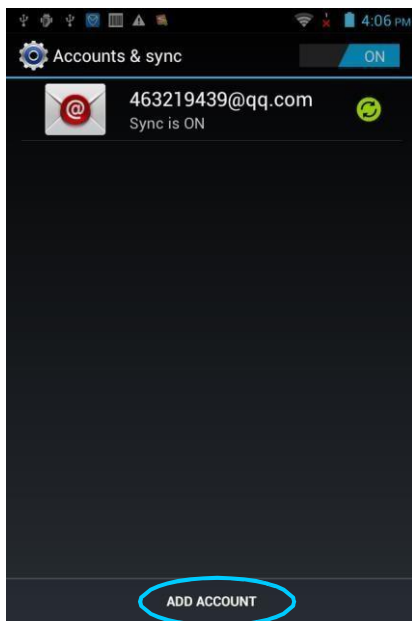 4:06 PM
Accounts & sync
ON
463219439@qq.com
Sync is ON
ADD ACCOUNT